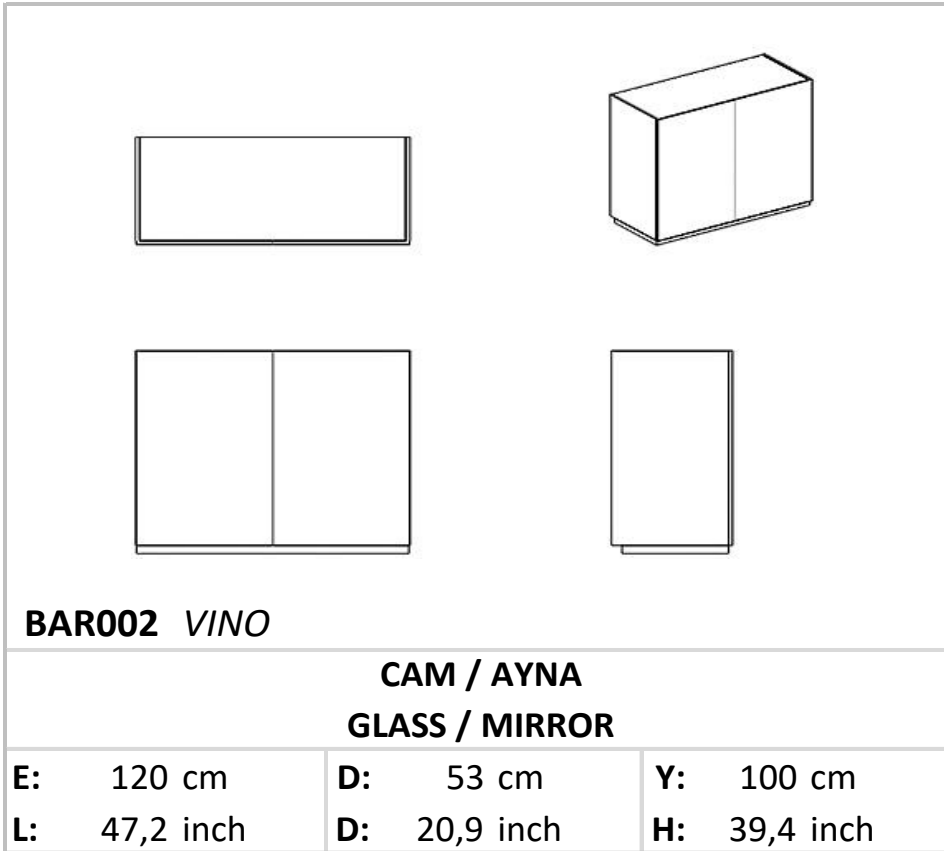 BAR002 VINO
CAM / AYNA
GLASS / MIRROR
E: 120 cm D: 53 cm Y: 100 cm
L: 47,2 inch D: 20,9 inch H: 39,4 inch